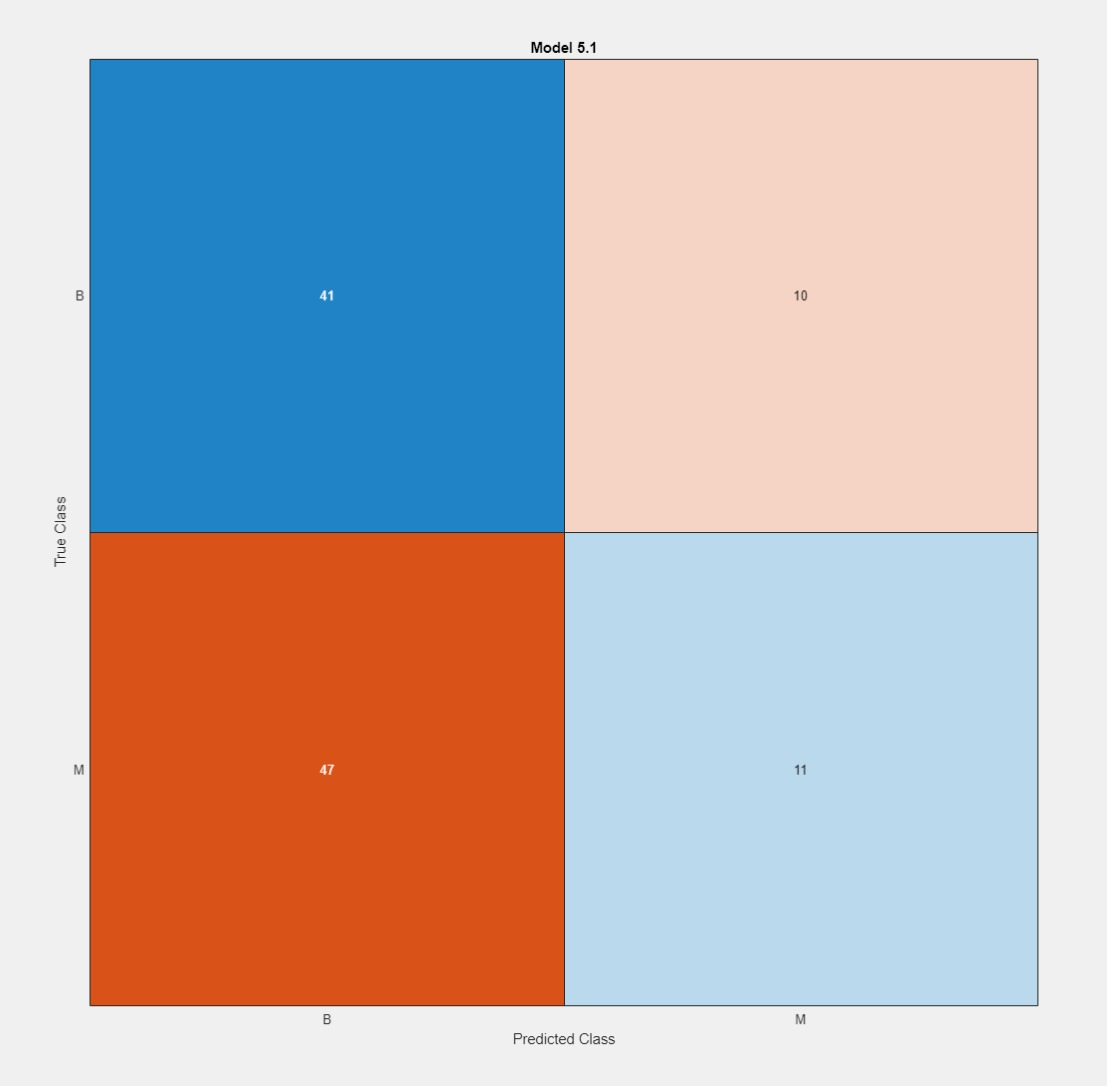 Model 5.1
B
41
10
True Class
M
47
11
B
M
Predicted Class